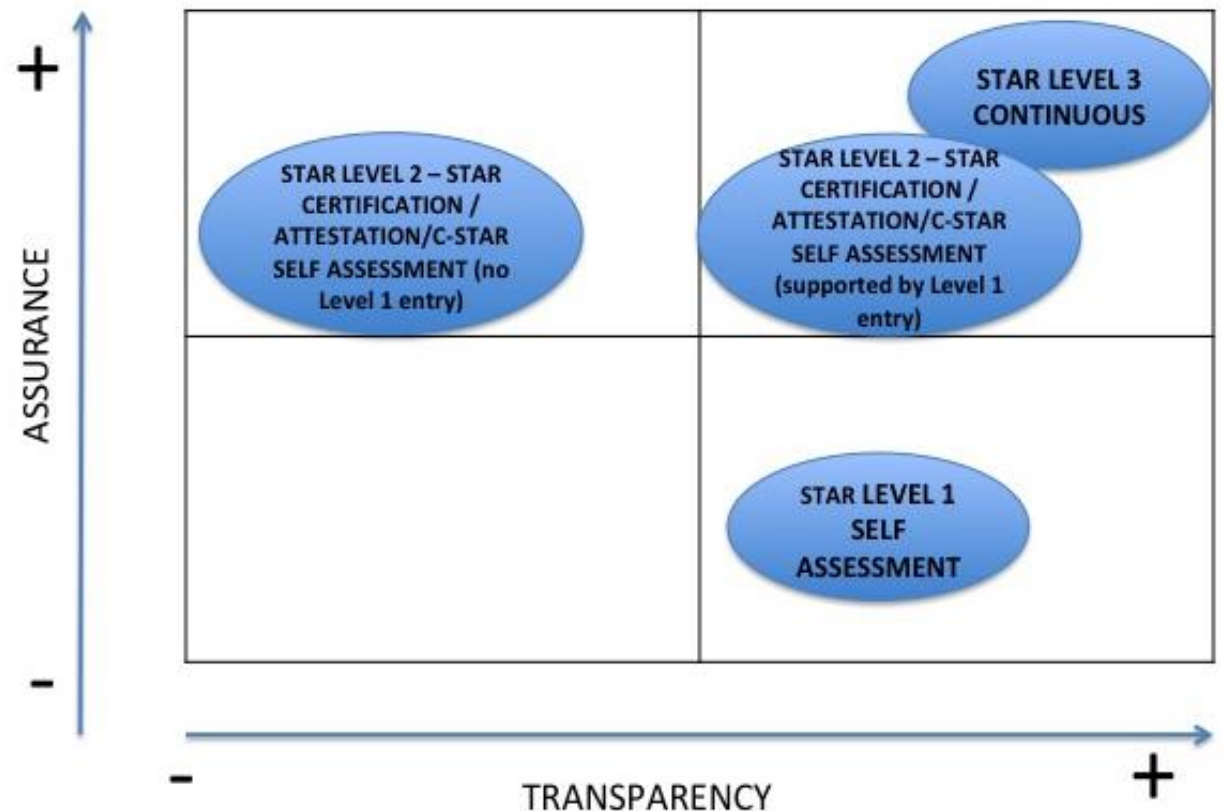 +
ASSURANCE
-
STAR LEVEL 2 – STAR
CERTIFICATION /
ATTESTATION/C-STAR
SELF ASSESSMENT (no
Level 1 entry)
STAR LEVEL 3
CONTINUOUS
STAR LEVEL 2 – STAR
CERTIFICATION /
ATTESTATION/C-STAR
SELF ASSESSMENT
(supported by Level 1
entry)
STAR LEVEL 1
SELF
ASSESSMENT
-
TRANSPARENCY
+